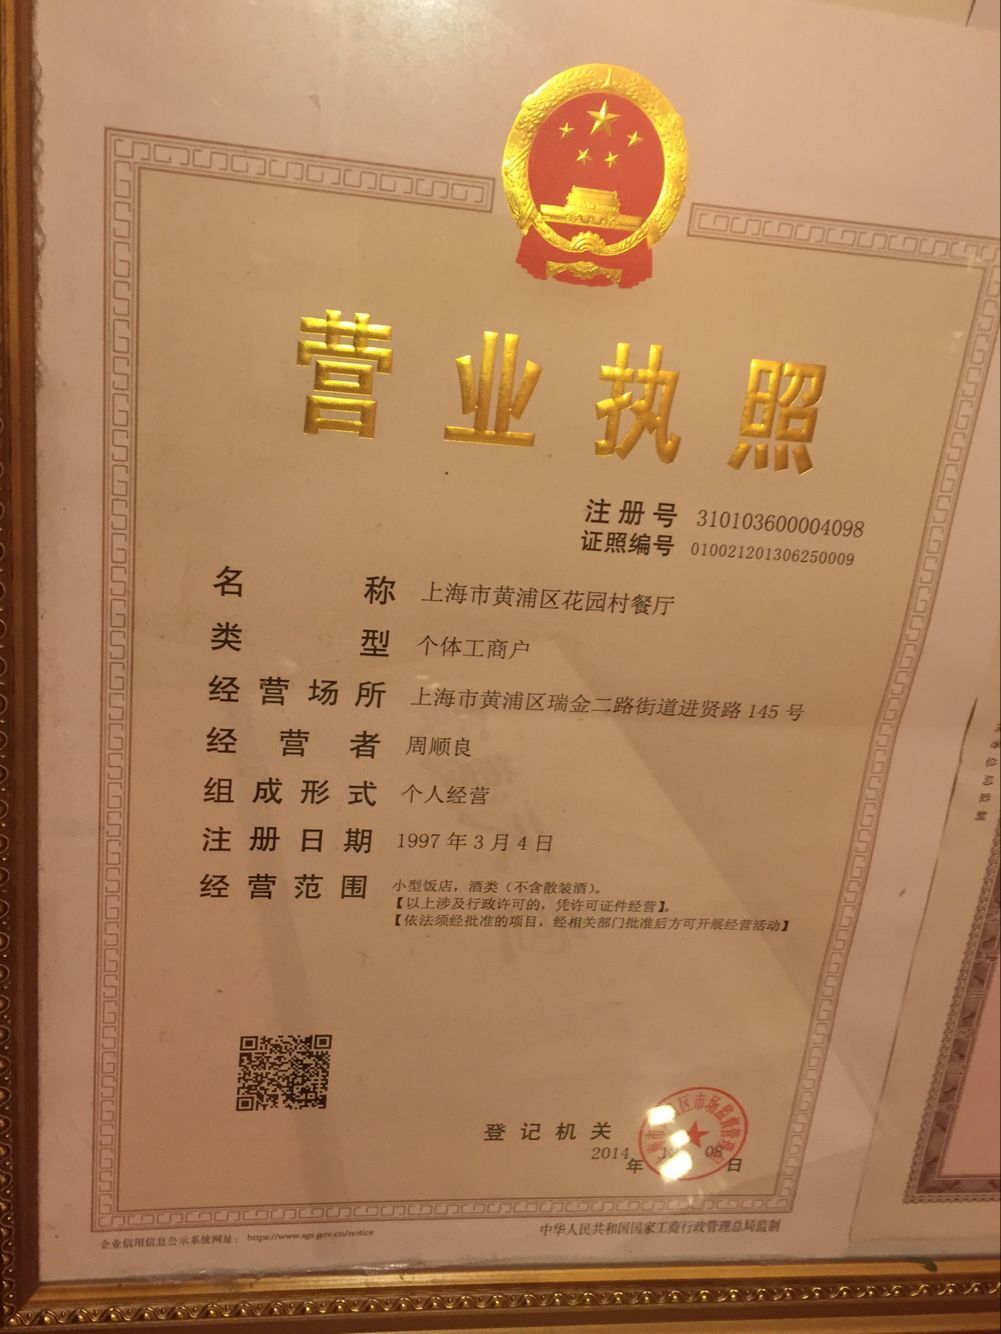 营业执照
注册号 310103600004098
证照编号 010021201306250009
名称 上海市黄浦区花园村餐厅
类型 个体工商户
经营场所 上海市黄浦区瑞金二路街道进贤路 145 号
经营者 周顺良
组成形式 个人经营
注册日期 1997 年 3 月 4 日
经营范围 小型饭店，酒类（不含散装酒）。
【以上涉及行政许可的，凭许可证件经营】。
【依法须经批准的项目，经相关部门批准后方可开展经营活动】
登记机关
区市场监督管理
2014 年 08 日
企业信用信息公示系统网址： https://www.sgs.gov.cn/notice
中华人民共和国国家工商行政管理总局监制
总局监制